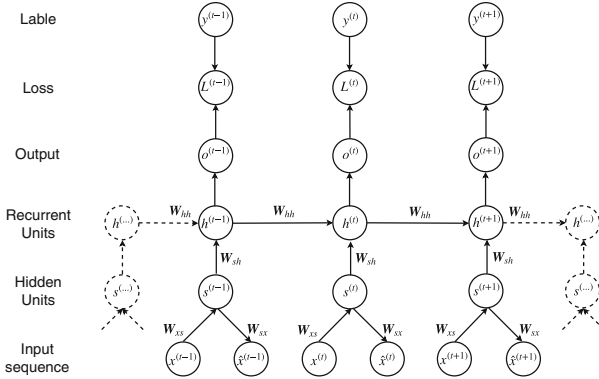 Lable y^(t-1) y^(t) y^(t+1)
Loss L^(t-1) L^(t) L^(t+1)
Output o^(t-1) o^(t) o^(t+1)
W_hh W_hh W_hh W_hh
Recurrent Units h^(...) h^(t-1) h^(t) h^(t+1) h^(...)
W_sh W_sh W_sh
Hidden Units s^(...) s^(t-1) s^(t) s^(t+1) s^(...)
W_xs W_sx W_xs W_sx W_xs W_sx
Input sequence x^(t-1) x̂^(t-1) x^(t) x̂^(t) x^(t+1) x̂^(t+1)